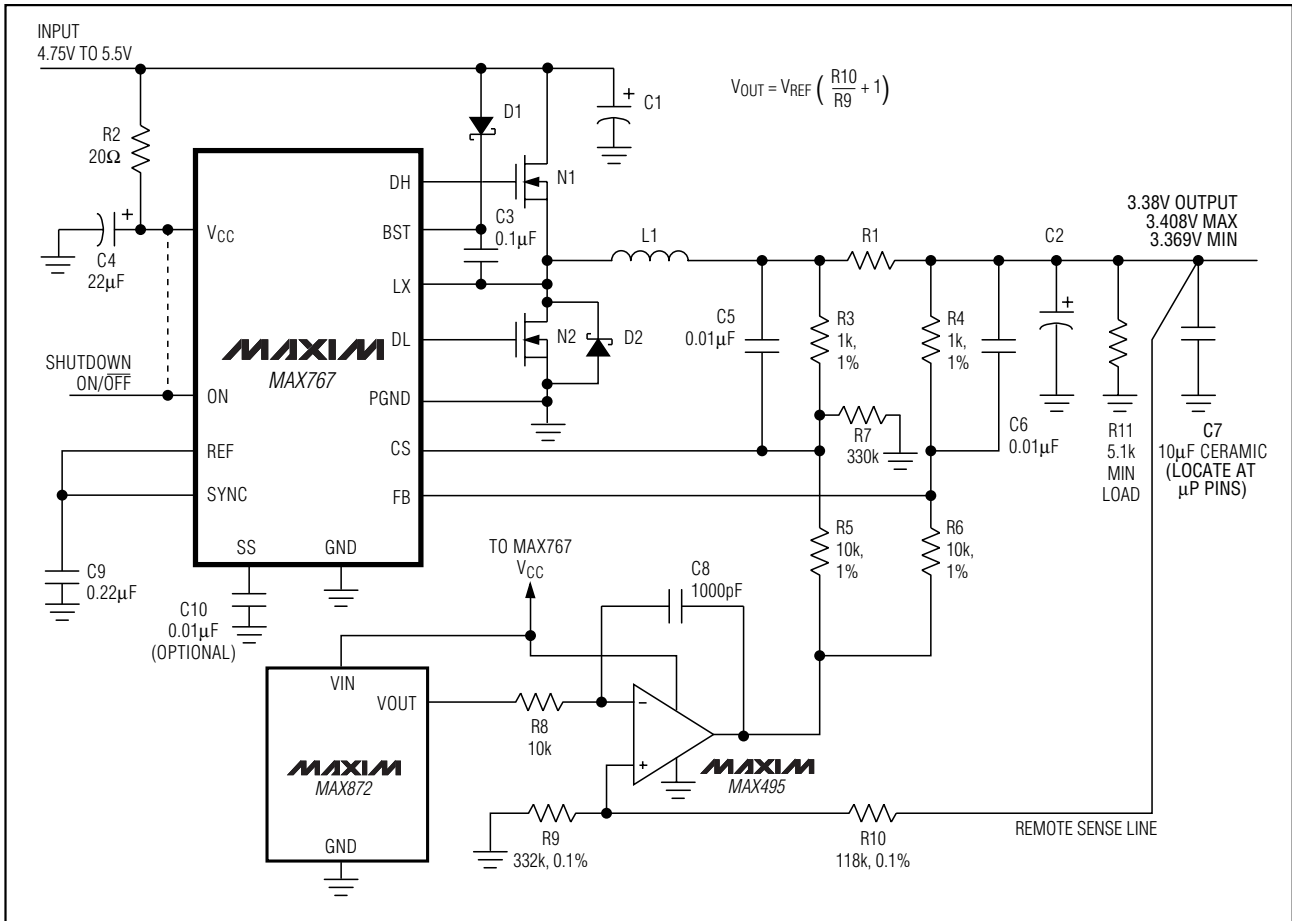 INPUT
4.75V TO 5.5V
VOUT = VREF ( R10 / R9 + 1)
R2
20Ω
D1
C1
N1
C3
0.1µF
C4
22µF
VCC
DH
BST
LX
DL
PGND
CS
FB
ON
REF
SYNC
SS
GND
MAXIM
MAX767
SHUTDOWN
ON/O̅F̅F̅
C9
0.22µF
C10
0.01µF
(OPTIONAL)
N2
D2
L1
R1
C5
0.01µF
R3
1k,
1%
R4
1k,
1%
C2
3.38V OUTPUT
3.408V MAX
3.369V MIN
R7
330k
C6
0.01µF
R11
5.1k
MIN
LOAD
C7
10µF CERAMIC
(LOCATE AT
µP PINS)
R5
10k,
1%
R6
10k,
1%
TO MAX767
VCC
C8
1000pF
VIN
VOUT
MAXIM
MAX872
GND
R8
10k
–
+
MAXIM
MAX495
R9
332k, 0.1%
R10
118k, 0.1%
REMOTE SENSE LINE